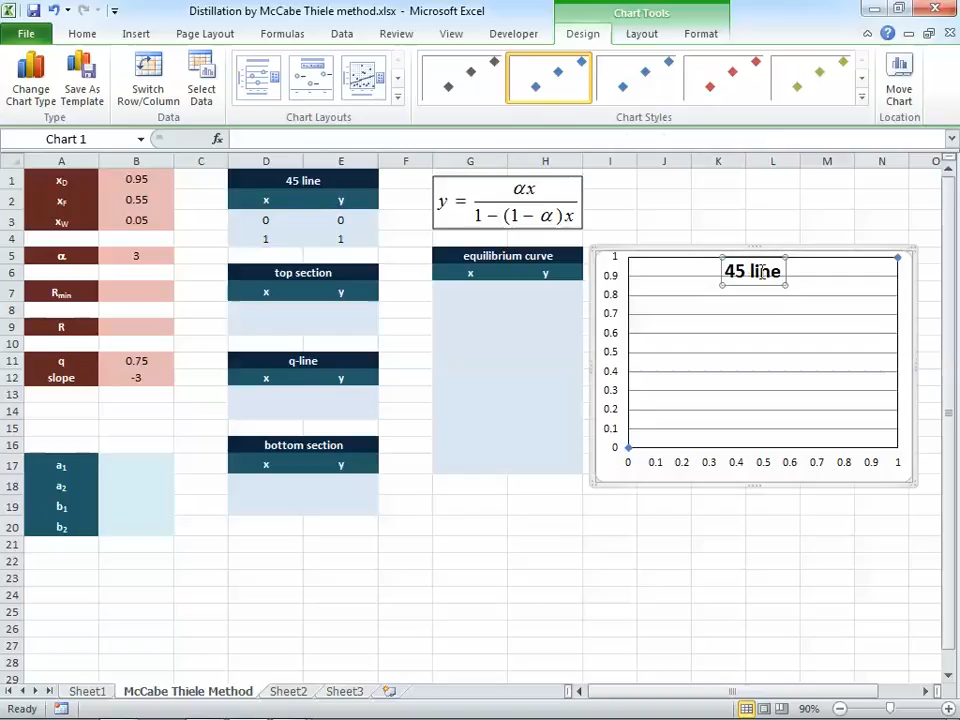 Distillation by McCabe Thiele method.xlsx - Microsoft Excel
Chart Tools
File Home Insert Page Layout Formulas Data Review View Developer Design Layout Format
Change Chart Type
Save As Template
Switch Row/Column
Select Data
Move Chart
Type Data Chart Layouts Chart Styles Location
Chart 1 fx
A B C D E F G H I J K L M N O
1 xD 0.95 45 line
2 xF 0.55 x y
3 xW 0.05 0 0
4 1 1
y = αx / 1 − (1 − α)x
5 α 3 equilibrium curve
6 top section x y
7 Rmin x y
8
9 R
10
11 q 0.75 q-line
12 slope -3 x y
13
14
15
16 bottom section
17 a1 x y
18 a2
19 b1
20 b2
21
22
23
24
25
26
27
28
29
45 line
1
0.9
0.8
0.7
0.6
0.5
0.4
0.3
0.2
0.1
0
0 0.1 0.2 0.3 0.4 0.5 0.6 0.7 0.8 0.9 1
Sheet1 McCabe Thiele Method Sheet2 Sheet3
Ready 90%